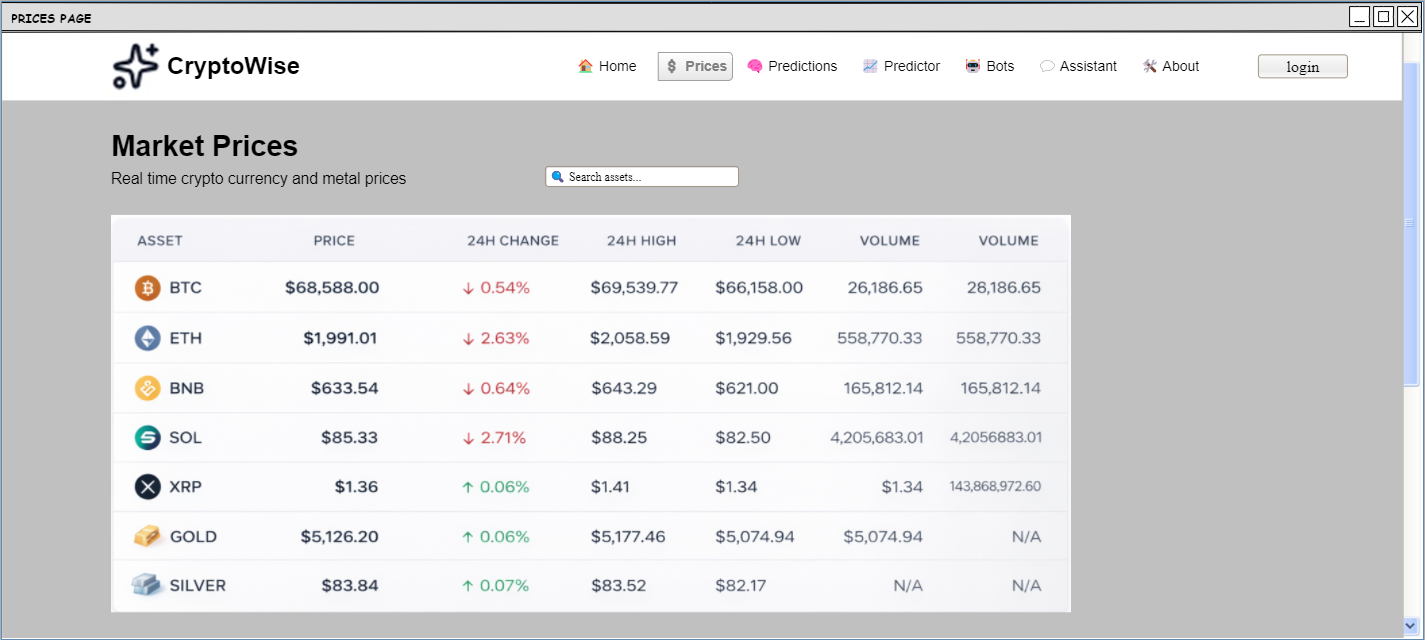 PRICES PAGE
CryptoWise Home $ Prices Predictions Predictor Bots Assistant About login
Market Prices
Real time crypto currency and metal prices Search assets...
ASSET PRICE 24H CHANGE 24H HIGH 24H LOW VOLUME VOLUME
BTC $68,588.00 ↓ 0.54% $69,539.77 $66,158.00 26,186.65 28,186.65
ETH $1,991.01 ↓ 2.63% $2,058.59 $1,929.56 558,770.33 558,770.33
BNB $633.54 ↓ 0.64% $643.29 $621.00 165,812.14 165,812.14
SOL $85.33 ↓ 2.71% $88.25 $82.50 4,205,683.01 4,2056683.01
XRP $1.36 ↑ 0.06% $1.41 $1.34 $1.34 143,868,972.60
GOLD $5,126.20 ↑ 0.06% $5,177.46 $5,074.94 $5,074.94 N/A
SILVER $83.84 ↑ 0.07% $83.52 $82.17 N/A N/A